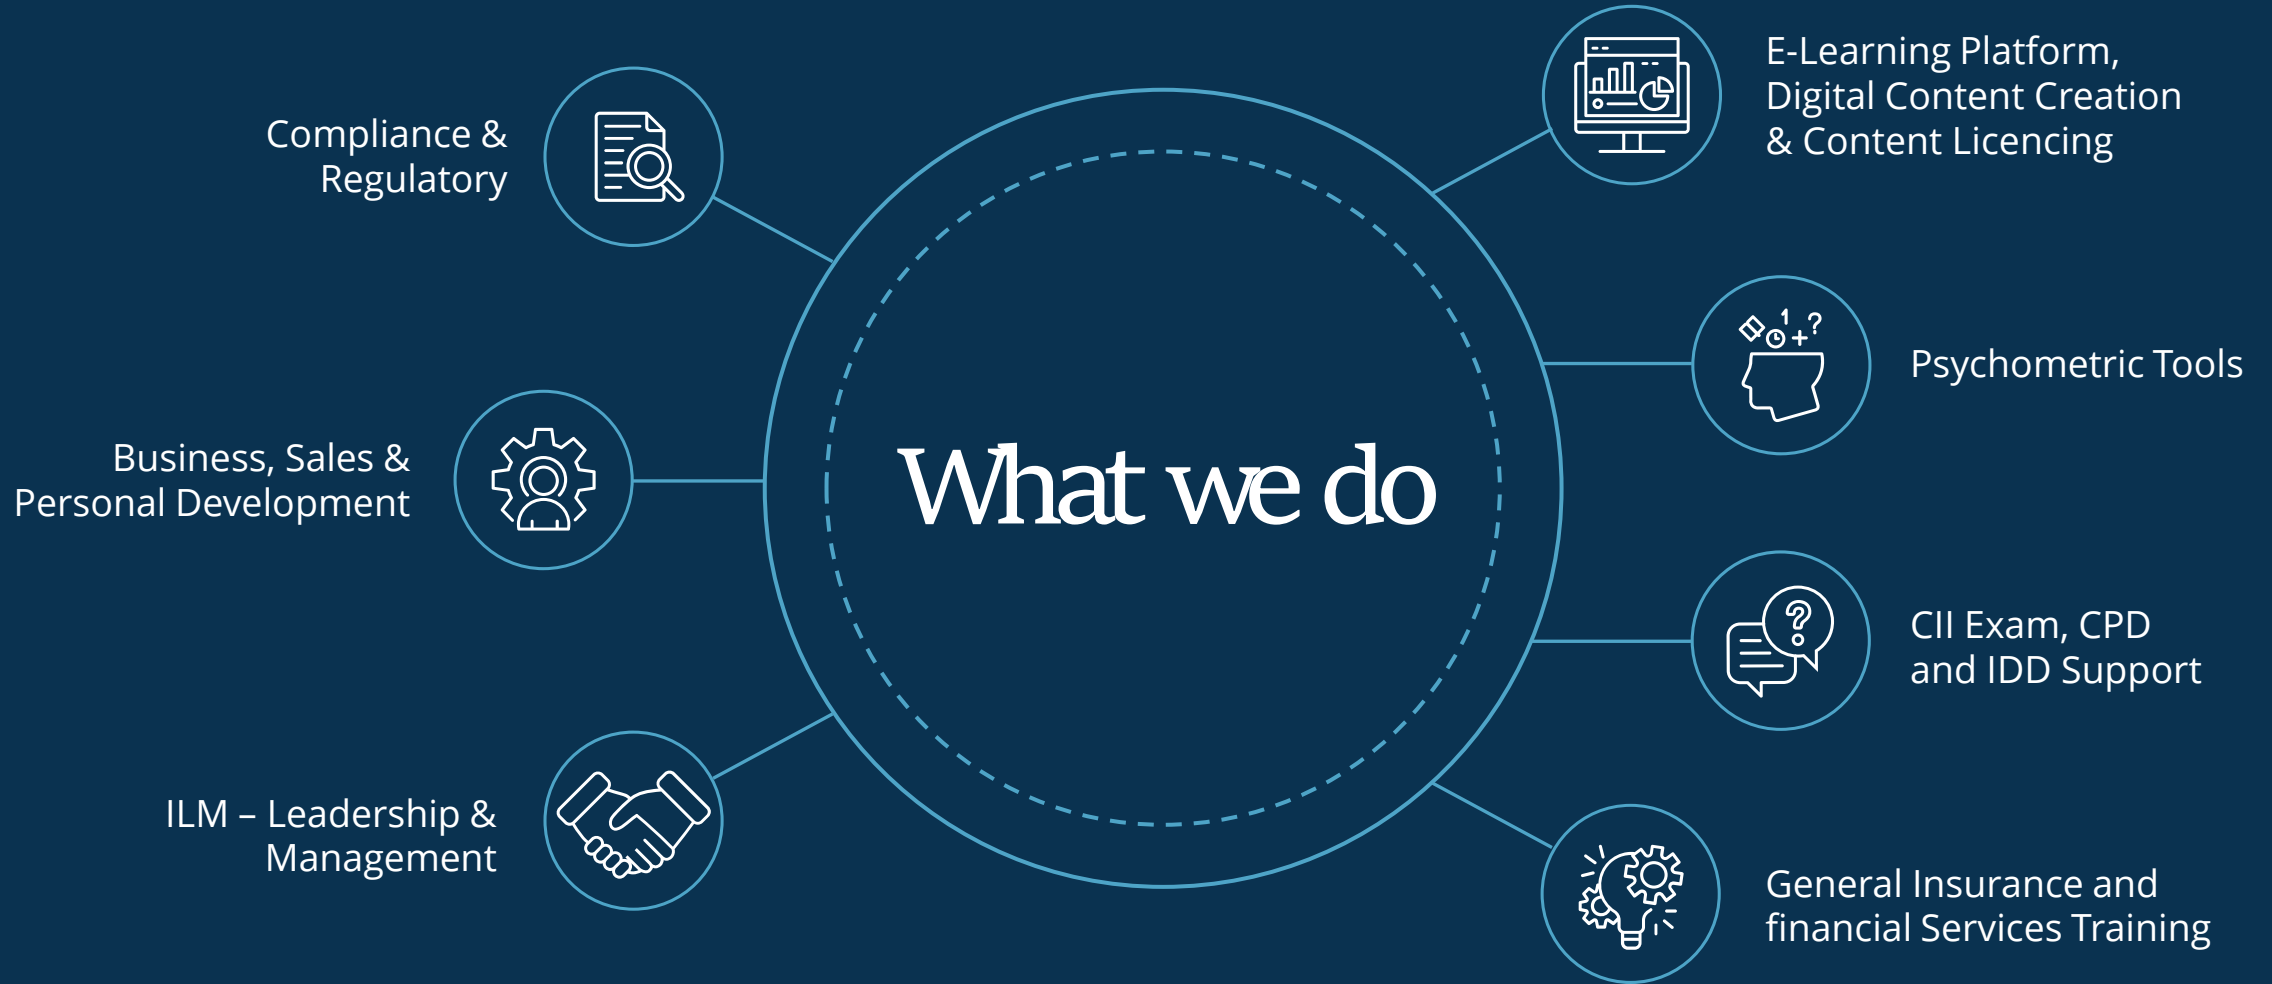 Compliance &
Regulatory
Business, Sales &
Personal Development
ILM – Leadership &
Management
What we do
E-Learning Platform,
Digital Content Creation
& Content Licencing
1
?
+
Psychometric Tools
?
CII Exam, CPD
and IDD Support
General Insurance and
financial Services Training